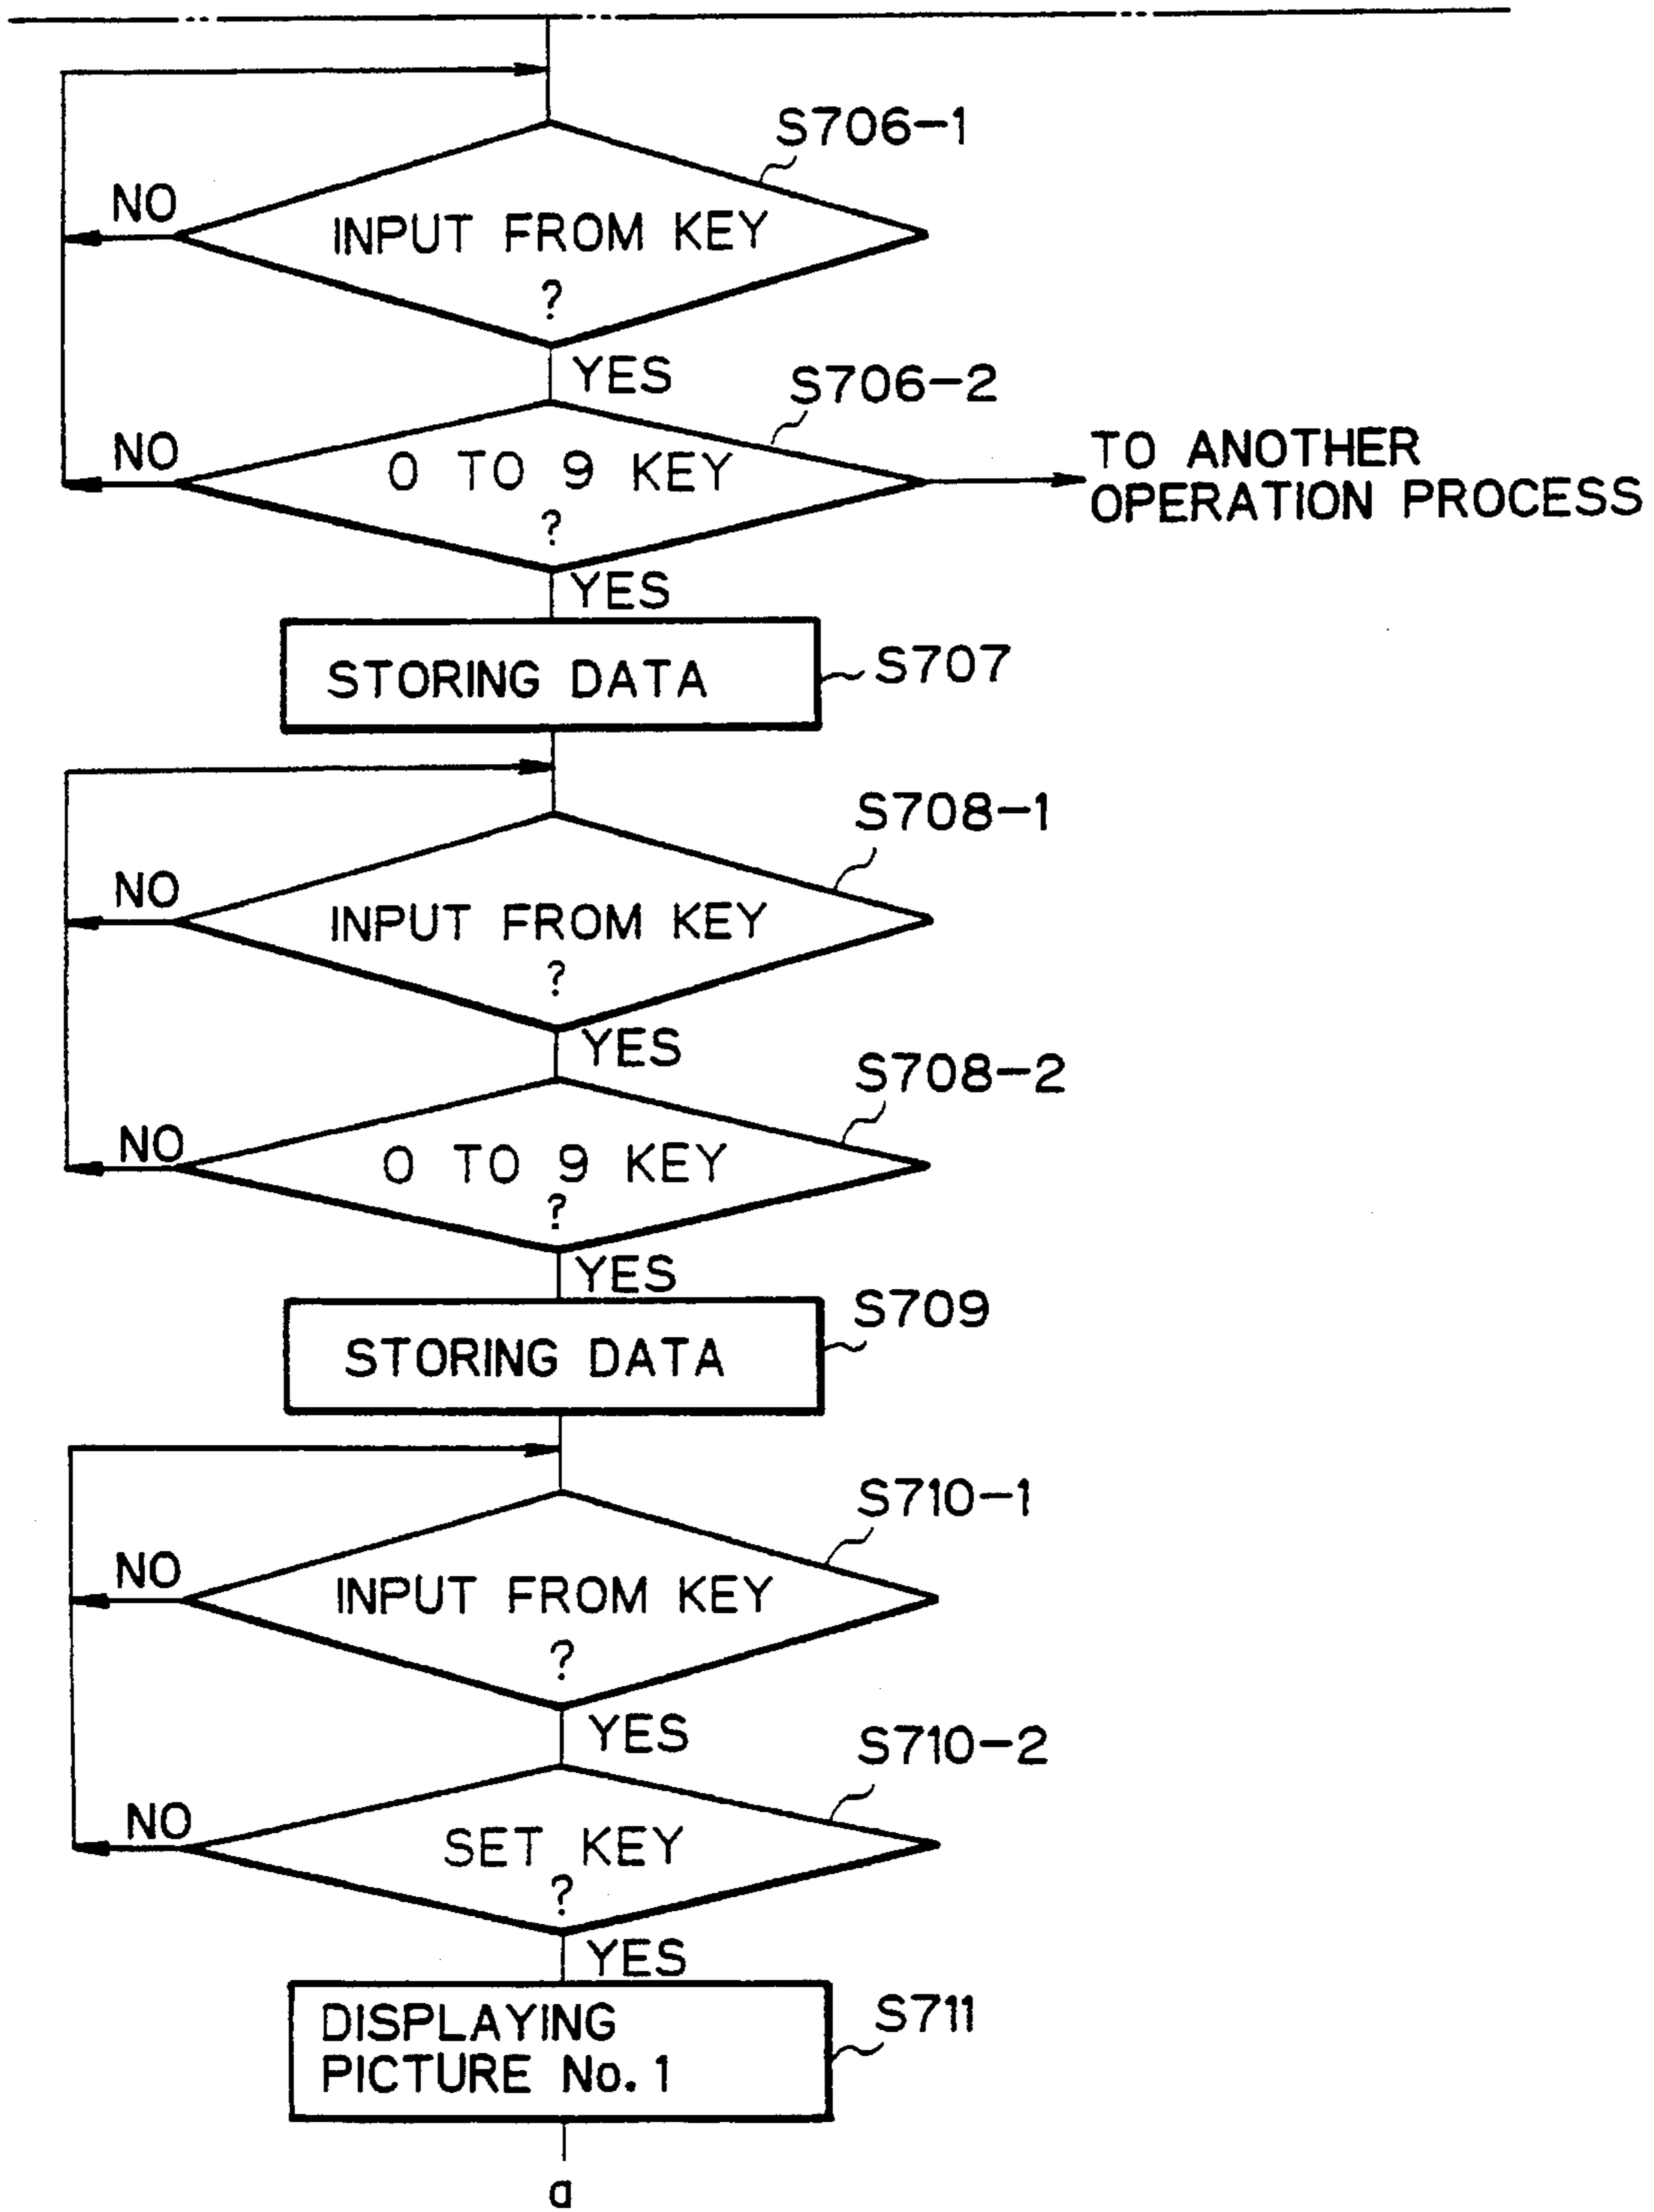 S706-1
NO
INPUT FROM KEY
?
YES
S706-2
NO
0 TO 9 KEY
?
TO ANOTHER
OPERATION PROCESS
YES
STORING DATA
S707
S708-1
NO
INPUT FROM KEY
?
YES
S708-2
NO
0 TO 9 KEY
?
YES
S709
STORING DATA
S710-1
NO
INPUT FROM KEY
?
YES
S710-2
NO
SET KEY
?
YES
DISPLAYING
PICTURE No. 1
S711
a